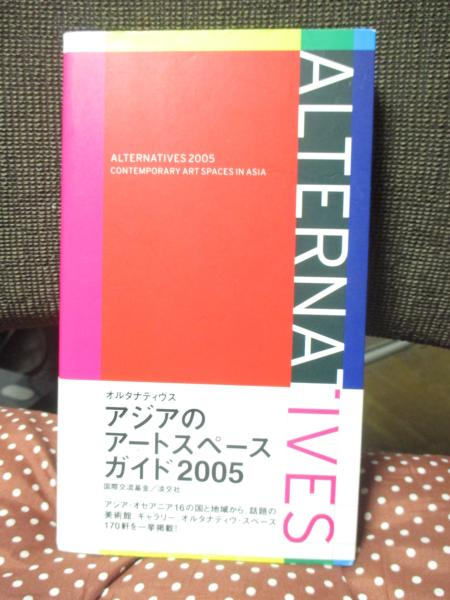 ALTERNATIVES 2005
CONTEMPORARY ART SPACES IN ASIA
ALTERNATIVES
オルタナティヴス
アジアの
アートスペース
ガイド2005
国際交流基金／淡交社
アジア・オセアニア16の国と地域から、話題の
美術館、ギャラリー、オルタナティヴ・スペース
170軒を一挙掲載!